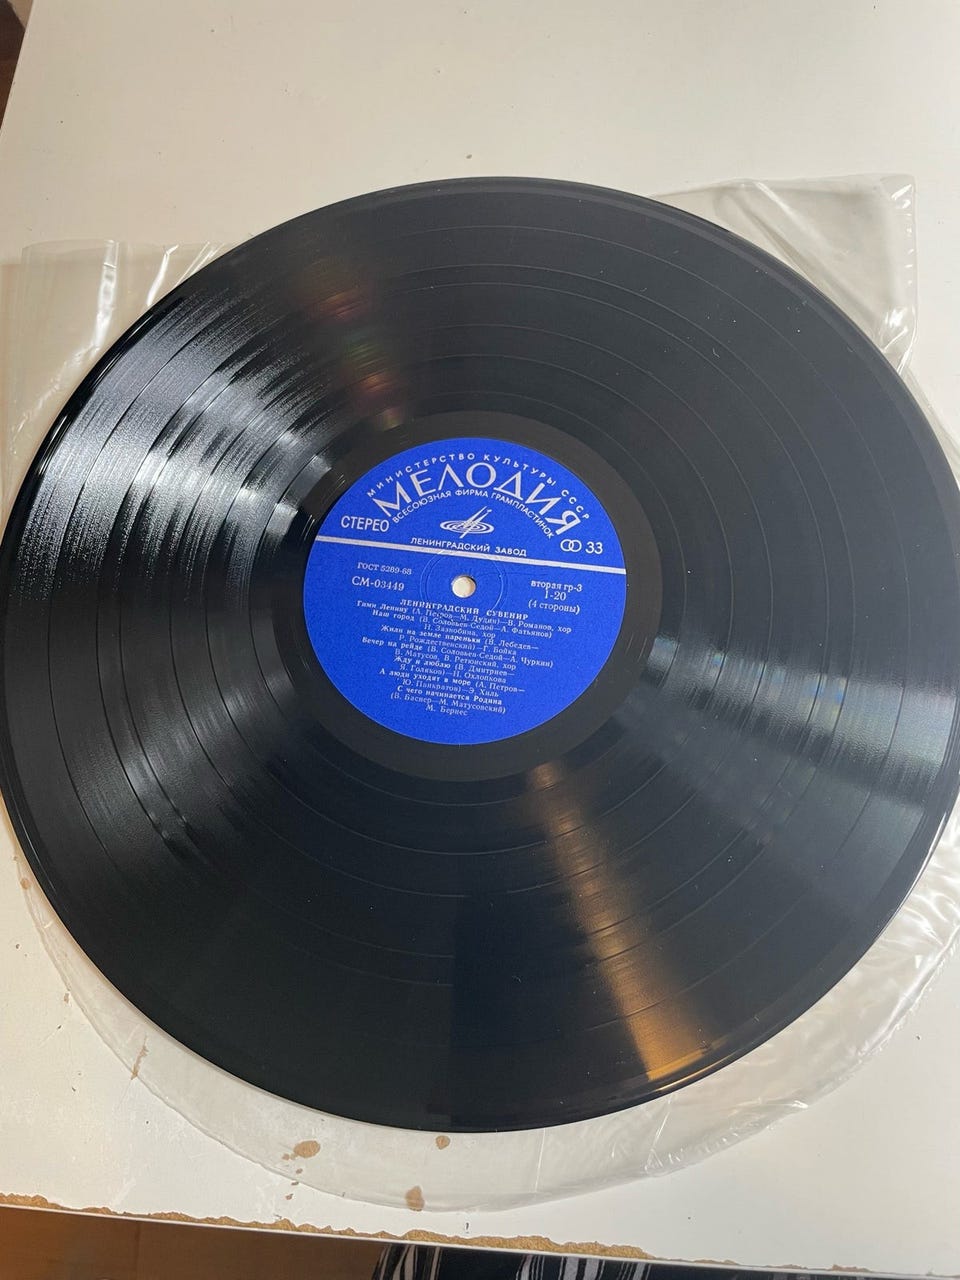 МИНИСТЕРСТВО КУЛЬТУРЫ СССР
МЕЛОДИЯ
ВСЕСОЮЗНАЯ ФИРМА ГРАМПЛАСТИНОК
СТЕРЕО
33
ЛЕНИНГРАДСКИЙ ЗАВОД
ГОСТ 5289-68
вторая гр-3
СМ-03449
1-20
(4 стороны)
ЛЕНИНГРАДСКИЙ СУВЕНИР
Гимн Ленину (А. Петров—М. Дудин)—В. Романов, хор
Наш город (В. Соловьев-Седой—А. Фатьянов)
Н. Зазнобина, хор
Жили на земле пареньки (В. Лебедев—
Р. Рождественский)—Г. Бойка
Вечер на рейде (В. Соловьев-Седой—А. Чуркин)
В. Матусов, В. Ретюнский, хор
Жду и люблю (В. Дмитриев—
Я. Голяков)—П. Охлопкова
А люди уходят в море (А. Петров—
Ю. Панкратов)—Э. Хиль
С чего начинается Родина
(В. Баснер—М. Матусовский)
М. Бернес